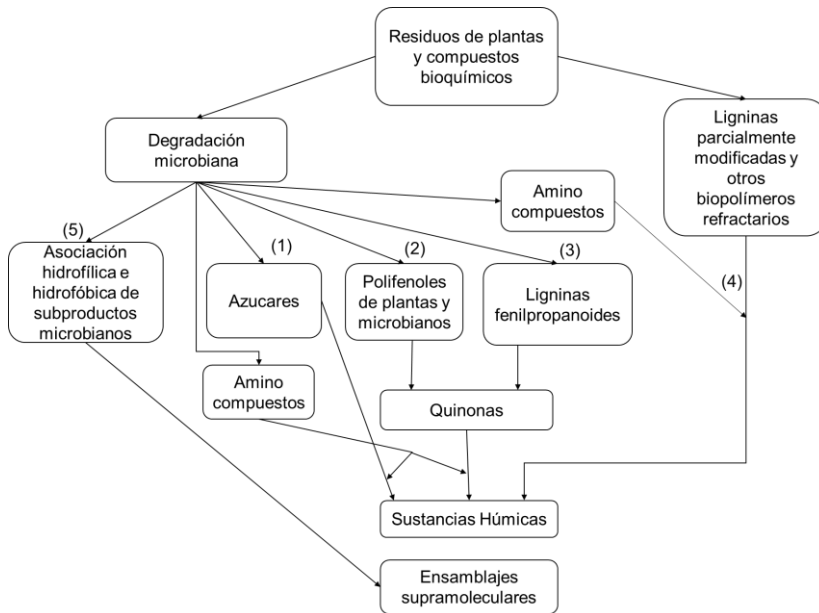 Residuos de plantas
y compuestos
bioquímicos
Degradación
microbiana
Ligninas
parcialmente
modificadas y
otros
biopolímeros
refractarios
Amino
compuestos
(5)
(1)
(2)
(3)
(4)
Asociación
hidrofílica e
hidrofóbica de
subproductos
microbianos
Azucares
Polifenoles
de plantas y
microbianos
Ligninas
fenilpropanoides
Amino
compuestos
Quinonas
Sustancias Húmicas
Ensamblajes
supramoleculares